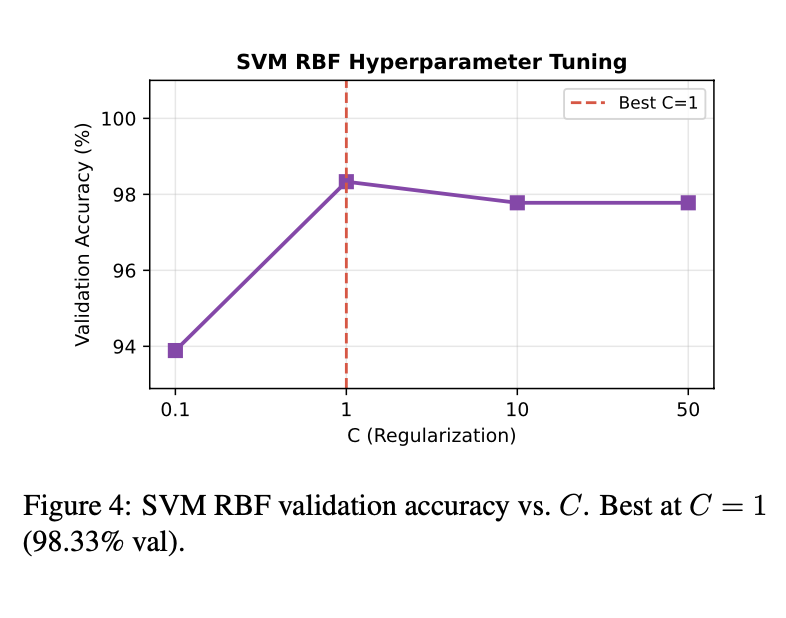 SVM RBF Hyperparameter Tuning
Best C=1
Validation Accuracy (%)
100
98
96
94
0.1 1 10 50
C (Regularization)
Figure 4: SVM RBF validation accuracy vs. C. Best at C = 1
(98.33% val).